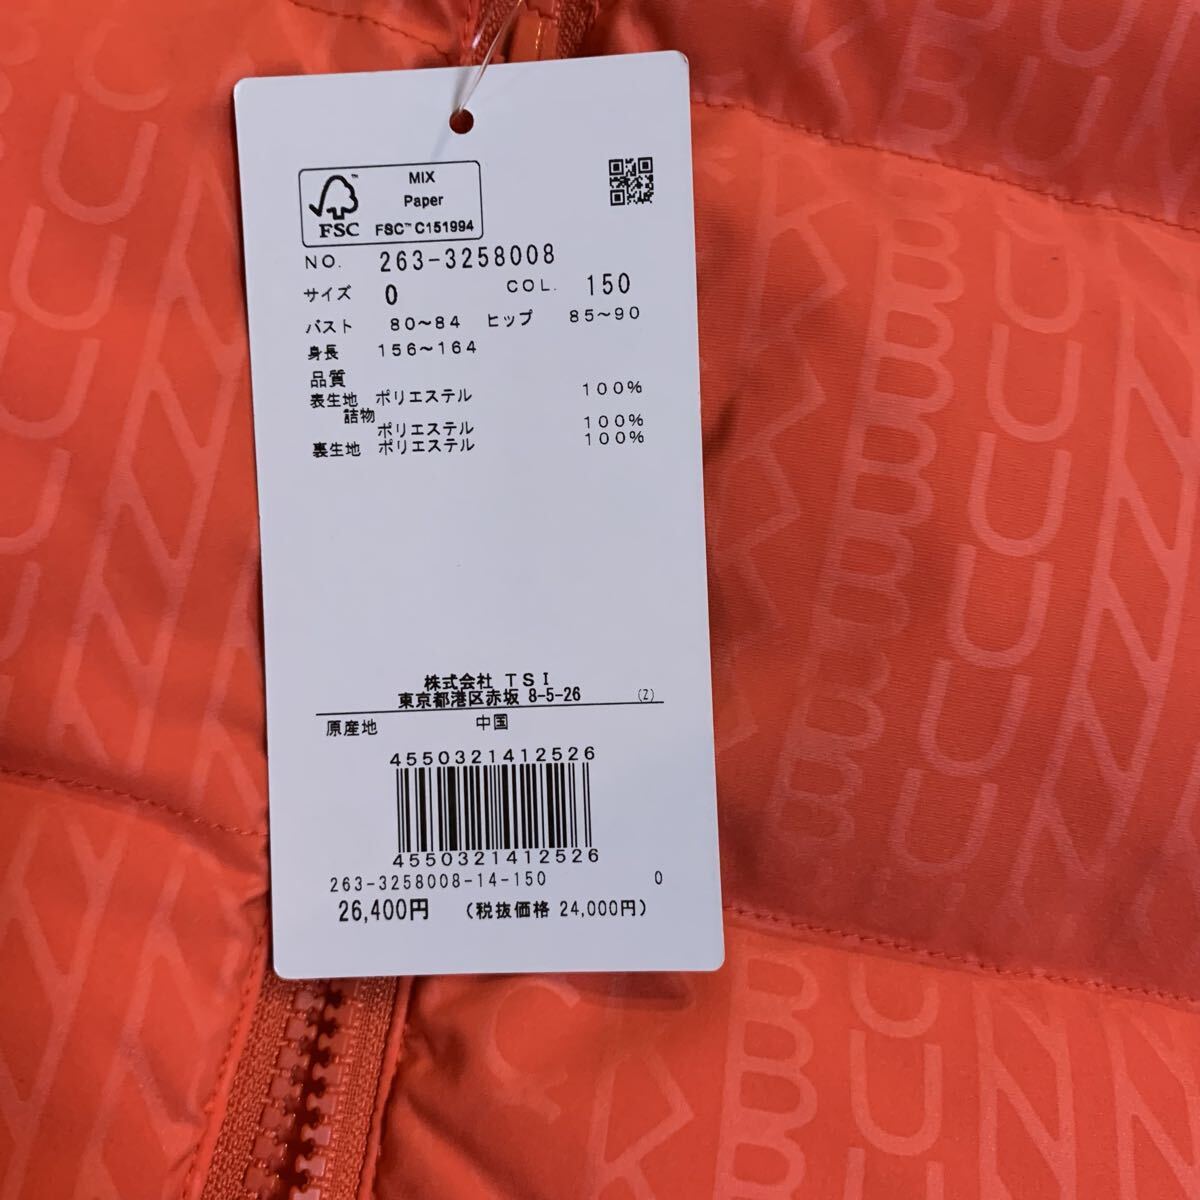 MIX
Paper
FSC™ C151994
FSC
NO. 263-3258008
サイズ 0 COL. 150
バスト 80〜84 ヒップ 85〜90
身長 156〜164
品質
表生地 ポリエステル 100%
詰物
ポリエステル 100%
裏生地 ポリエステル 100%
株式会社 TSI
東京都港区赤坂 8-5-26 (Z)
原産地 中国
4550321412526
4550321412526
263-3258008-14-150 0
26,400円 (税抜価格 24,000円)